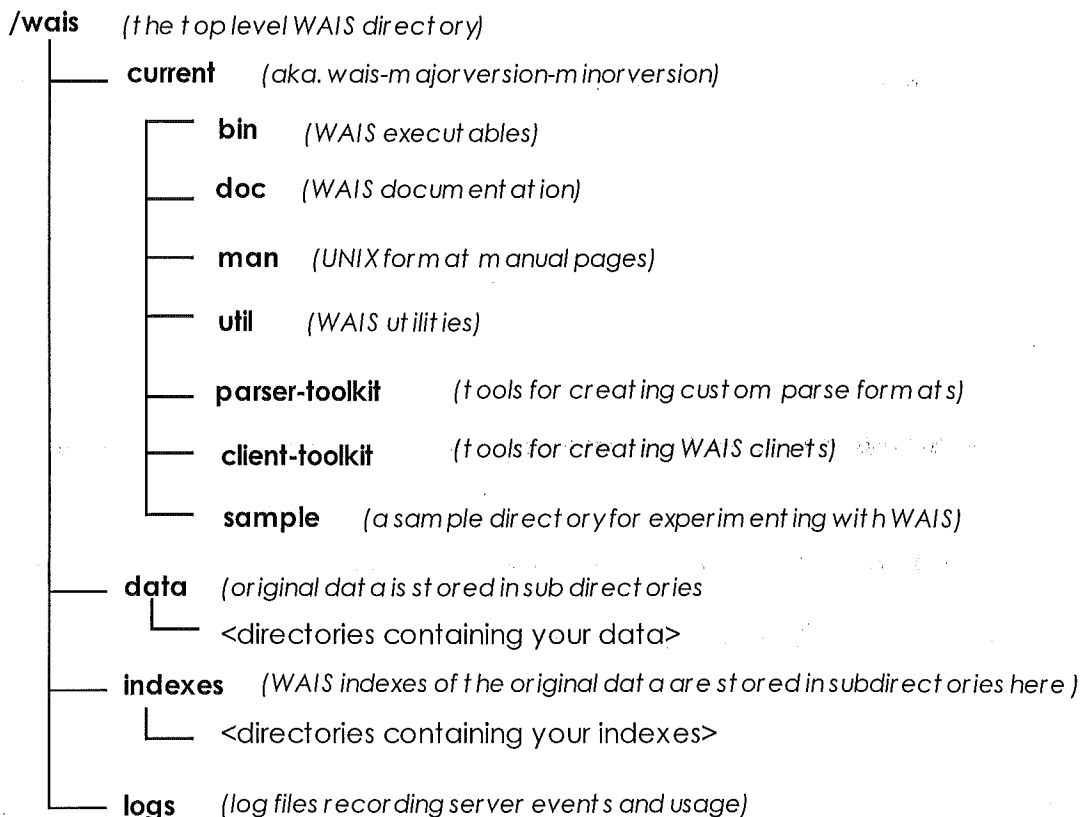 /wais (the top level WAIS directory)
current (aka. wais-majorversion-minorversion)
bin (WAIS executables)
doc (WAIS documentation)
man (UNIX format manual pages)
util (WAIS utilities)
parser-toolkit (tools for creating custom parse formats)
client-toolkit (tools for creating WAIS clinets)
sample (a sample directory for experimenting with WAIS)
data (original data is stored in sub directories
<directories containing your data>
indexes (WAIS indexes of the original data are stored in subdirectories here )
<directories containing your indexes>
logs (log files recording server events and usage)